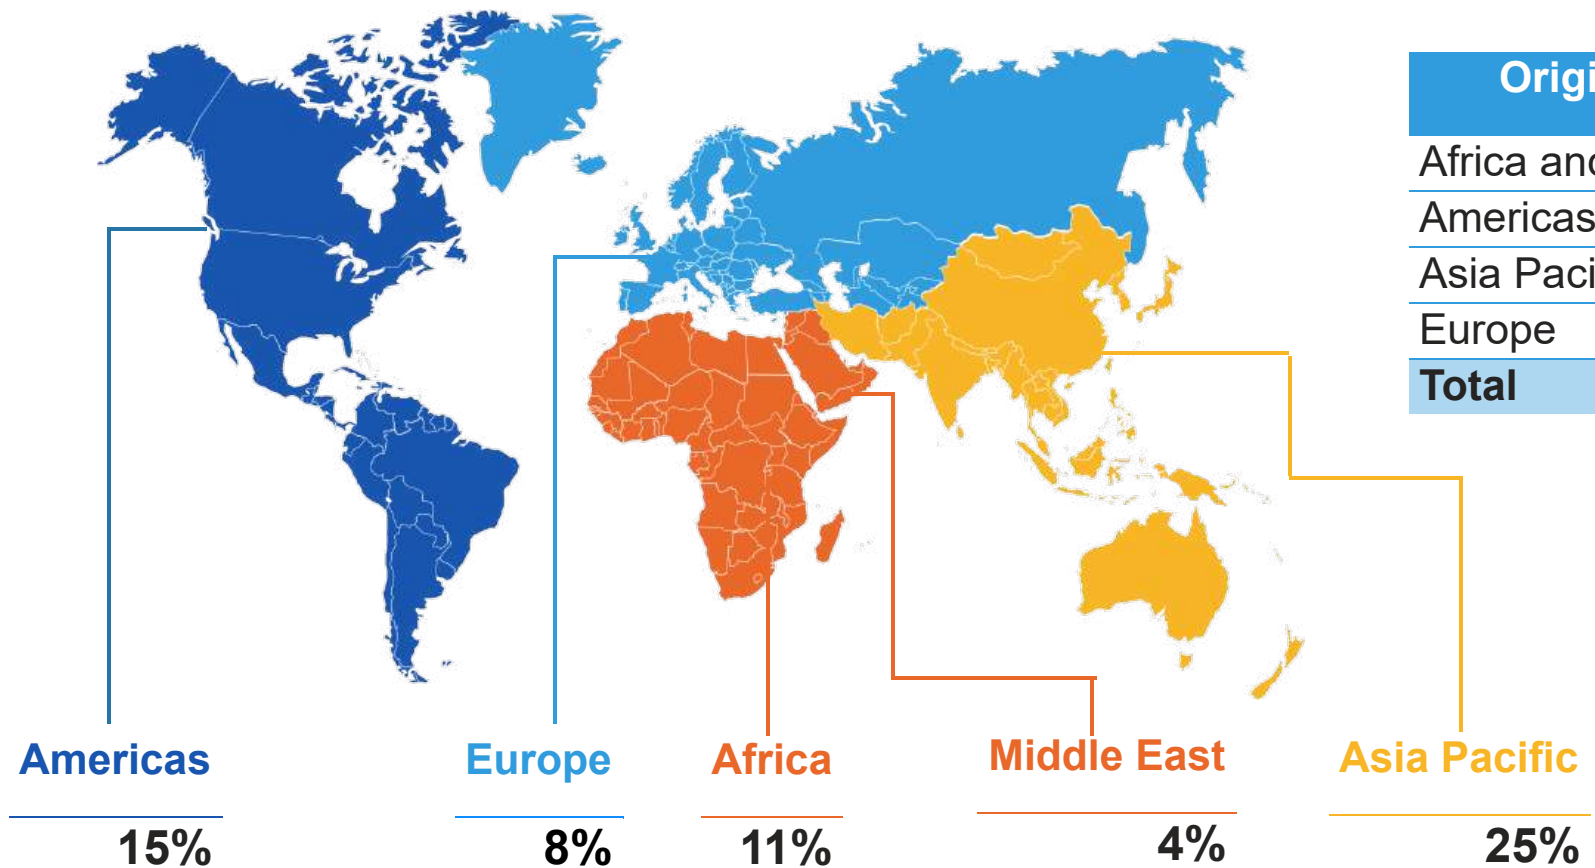 Origi
Africa and
Americas
Asia Paci
Europe
Total
Americas
Europe
Africa
Middle East
Asia Pacific
15%
8%
11%
4%
25%